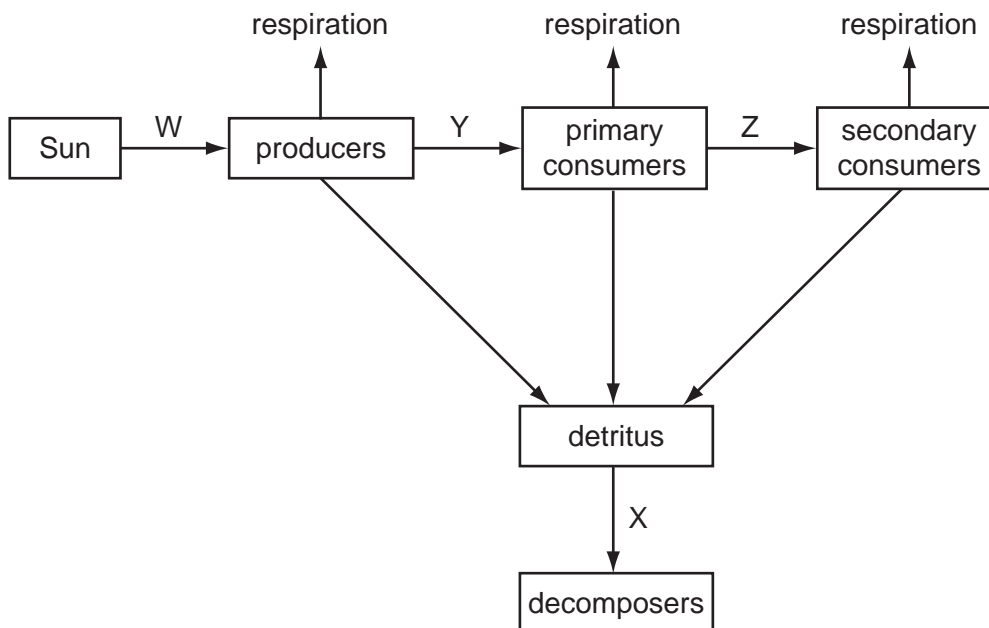 respiration
respiration
respiration
Sun
W
producers
Y
primary
consumers
Z
secondary
consumers
detritus
X
decomposers